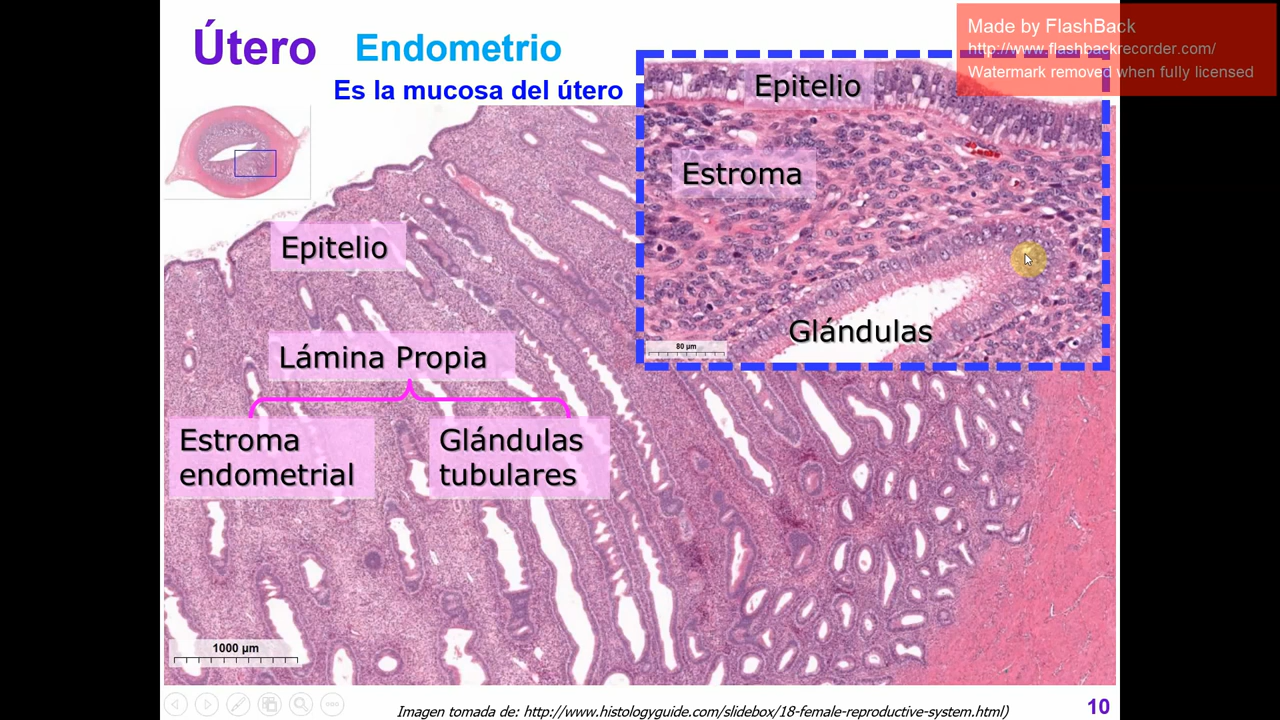 Útero
Endometrio
Es la mucosa del útero
Made by FlashBack
http://www.flashbackrecorder.com/
Watermark removed when fully licensed
Epitelio
Estroma
Glándulas
80 µm
Epitelio
Lámina Propia
Estroma
endometrial
Glándulas
tubulares
1000 µm
Imagen tomada de: http://www.histologyguide.com/slidebox/18-female-reproductive-system.html)
10